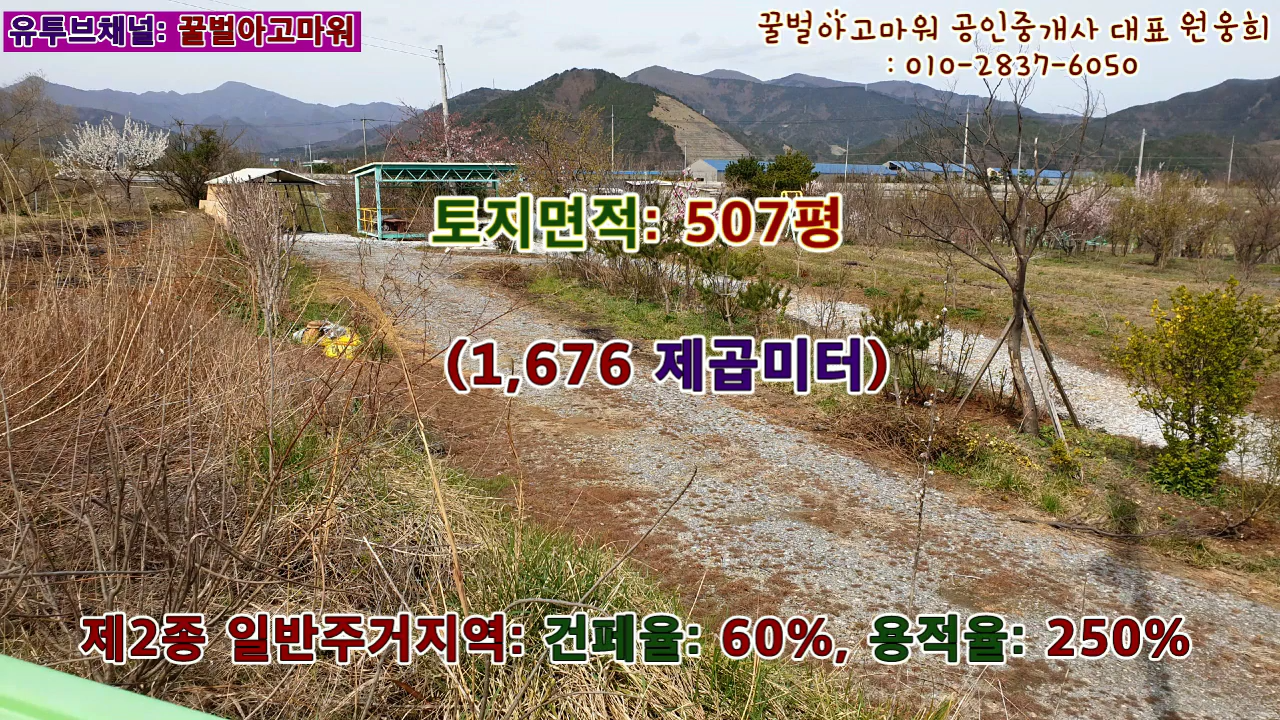 유투브채널: 꿀벌아고마워
꿀벌아고마워 공인중개사 대표 원웅희
: 010-2837-6050
토지면적: 507평
(1,676 제곱미터)
제2종 일반주거지역: 건폐율: 60%, 용적율: 250%